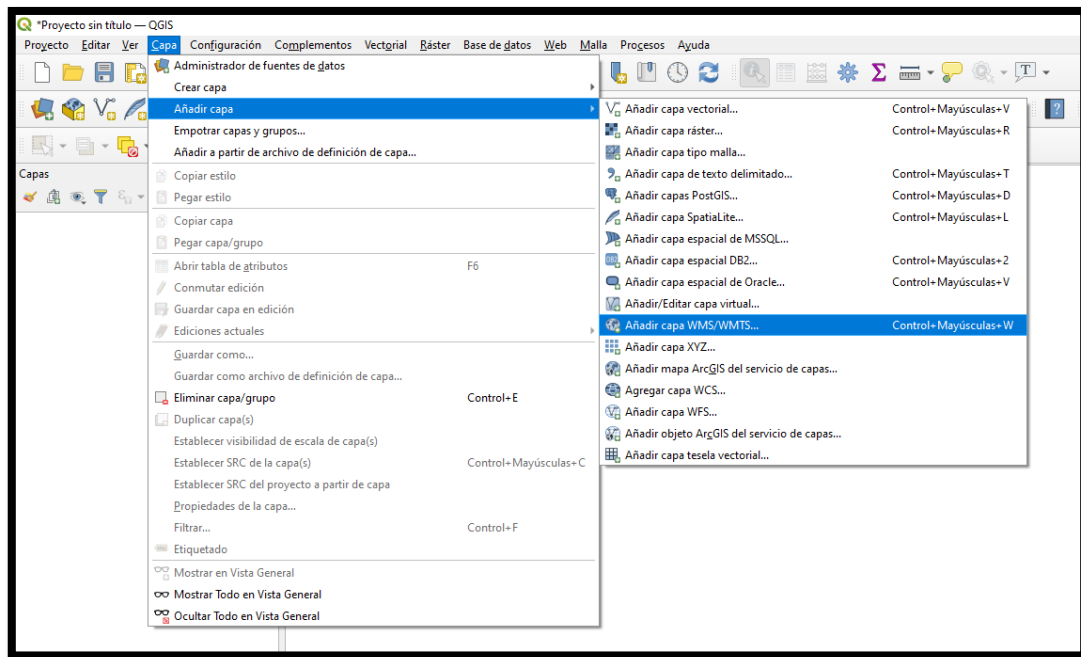 *Proyecto sin título — QGIS
Proyecto Editar Ver Capa Configuración Complementos Vectorial Ráster Base de datos Web Malla Procesos Ayuda
Administrador de fuentes de datos
Crear capa
Añadir capa
Empotrar capas y grupos...
Añadir a partir de archivo de definición de capa...
Capas
Copiar estilo
Pegar estilo
Copiar capa
Pegar capa/grupo
Abrir tabla de atributos F6
Conmutar edición
Guardar capa en edición
Ediciones actuales
Guardar como...
Guardar como archivo de definición de capa...
Eliminar capa/grupo Control+E
Duplicar capa(s)
Establecer visibilidad de escala de capa(s)
Establecer SRC de la capa(s) Control+Mayúsculas+C
Establecer SRC del proyecto a partir de capa
Propiedades de la capa...
Filtrar... Control+F
Etiquetado
Mostrar en Vista General
Mostrar Todo en Vista General
Ocultar Todo en Vista General
Añadir capa vectorial... Control+Mayúsculas+V
Añadir capa ráster... Control+Mayúsculas+R
Añadir capa tipo malla...
Añadir capa de texto delimitado... Control+Mayúsculas+T
Añadir capas PostGIS... Control+Mayúsculas+D
Añadir capa SpatiaLite... Control+Mayúsculas+L
Añadir capa espacial de MSSQL...
Añadir capa espacial DB2... Control+Mayúsculas+2
Añadir capa espacial de Oracle... Control+Mayúsculas+V
Añadir/Editar capa virtual...
Añadir capa WMS/WMTS... Control+Mayúsculas+W
Añadir capa XYZ...
Añadir mapa ArcGIS del servicio de capas...
Agregar capa WCS...
Añadir capa WFS...
Añadir objeto ArcGIS del servicio de capas...
Añadir capa tesela vectorial...